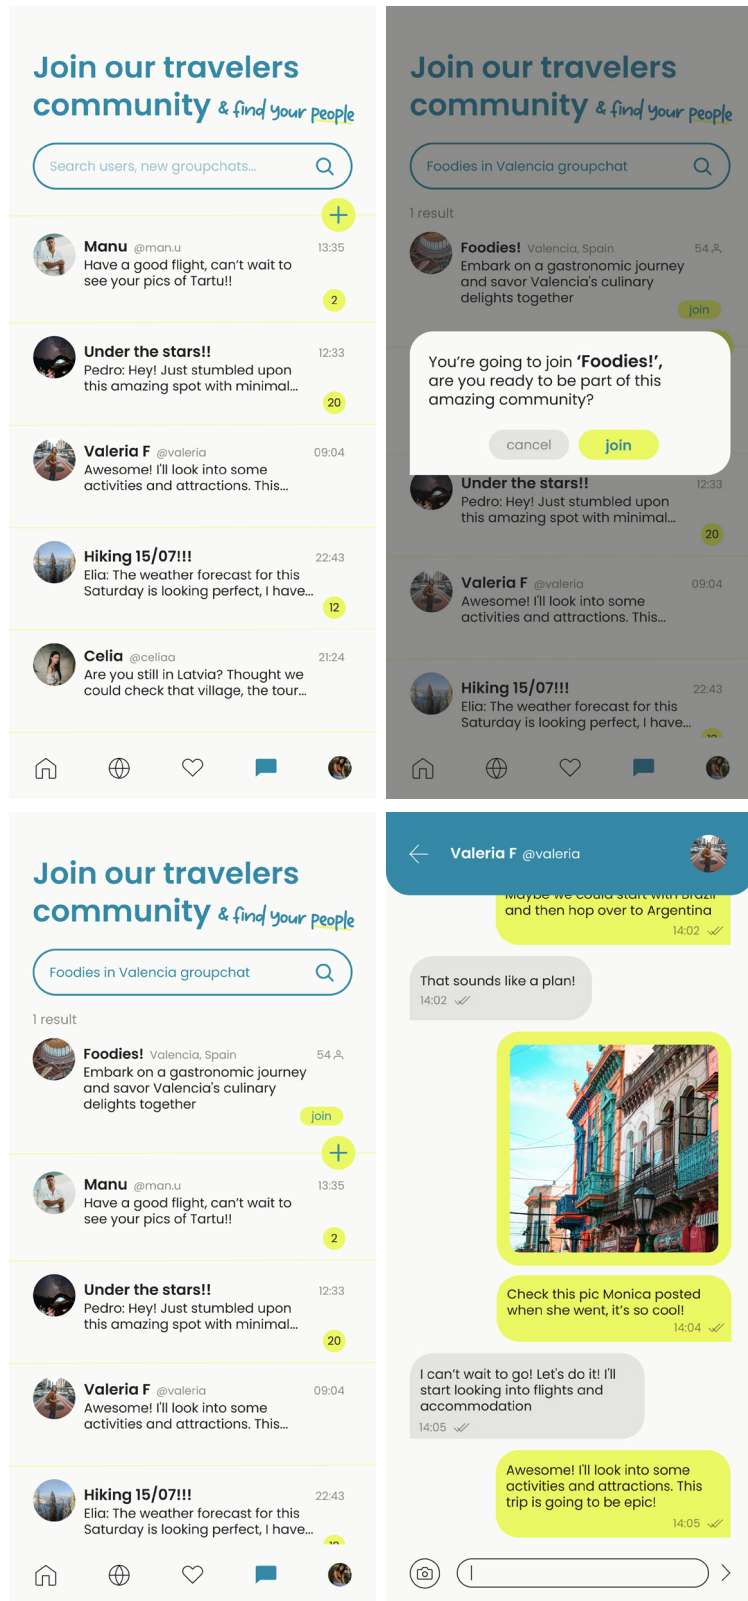 Join our travelers
community & find your people
Search users, new groupchats...
Manu @man.u 13:35
Have a good flight, can't wait to
see your pics of Tartu!!
2
Under the stars!! 12:33
Pedro: Hey! Just stumbled upon
this amazing spot with minimal...
20
Valeria F @valeria 09:04
Awesome! I'll look into some
activities and attractions. This...
Hiking 15/07!!! 22:43
Elia: The weather forecast for this
Saturday is looking perfect, I have...
12
Celia @celiaa 21:24
Are you still in Latvia? Thought we
could check that village, the tour...
Join our travelers
community & find your people
Foodies in Valencia groupchat
1 result
Foodies! Valencia, Spain 54
Embark on a gastronomic journey
and savor Valencia's culinary
delights together
join
You're going to join ‘Foodies!’,
are you ready to be part of this
amazing community?
cancel join
Under the stars!! 12:33
Pedro: Hey! Just stumbled upon
this amazing spot with minimal...
20
Valeria F @valeria 09:04
Awesome! I'll look into some
activities and attractions. This...
Hiking 15/07!!! 22:43
Elia: The weather forecast for this
Saturday is looking perfect, I have...
12
Join our travelers
community & find your people
Foodies in Valencia groupchat
1 result
Foodies! Valencia, Spain 54
Embark on a gastronomic journey
and savor Valencia's culinary
delights together
join
Manu @man.u 13:35
Have a good flight, can't wait to
see your pics of Tartu!!
2
Under the stars!! 12:33
Pedro: Hey! Just stumbled upon
this amazing spot with minimal...
20
Valeria F @valeria 09:04
Awesome! I'll look into some
activities and attractions. This...
Hiking 15/07!!! 22:43
Elia: The weather forecast for this
Saturday is looking perfect, I have...
12
Valeria F @valeria
Maybe we could start with Brazil
and then hop over to Argentina
14:02
That sounds like a plan!
14:02
Check this pic Monica posted
when she went, it's so cool!
14:04
I can't wait to go! Let's do it! I'll
start looking into flights and
accommodation
14:05
Awesome! I'll look into some
activities and attractions. This
trip is going to be epic!
14:05